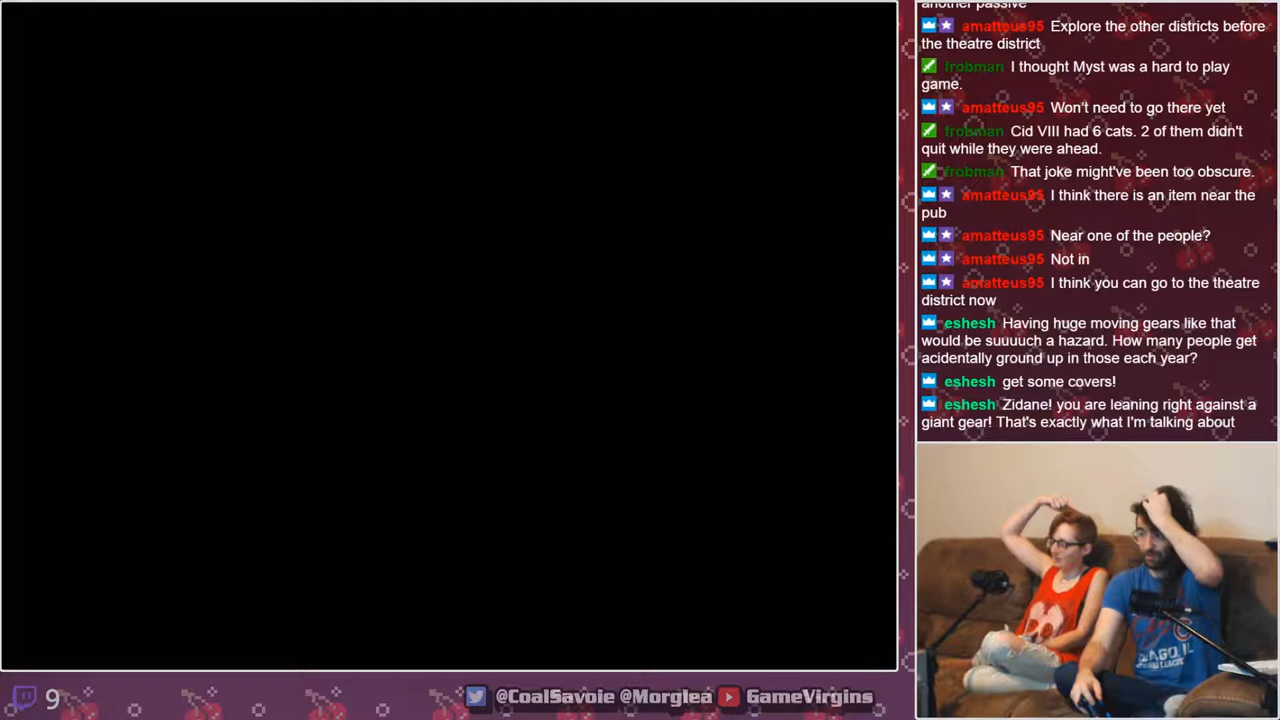 another passive
amatteus95 Explore the other districts before
the theatre district
frobman I thought Myst was a hard to play
game.
amatteus95 Won't need to go there yet
frobman Cid VIII had 6 cats. 2 of them didn't
quit while they were ahead.
frobman That joke might've been too obscure.
amatteus95 I think there is an item near the
pub
amatteus95 Near one of the people?
amatteus95 Not in
amatteus95 I think you can go to the theatre
district now
eshesh Having huge moving gears like that
would be suuuuch a hazard. How many people get
acidentally ground up in those each year?
eshesh get some covers!
eshesh Zidane! you are leaning right against a
giant gear! That's exactly what I'm talking about
9
@CoalSavoie @Morglea GameVirgins